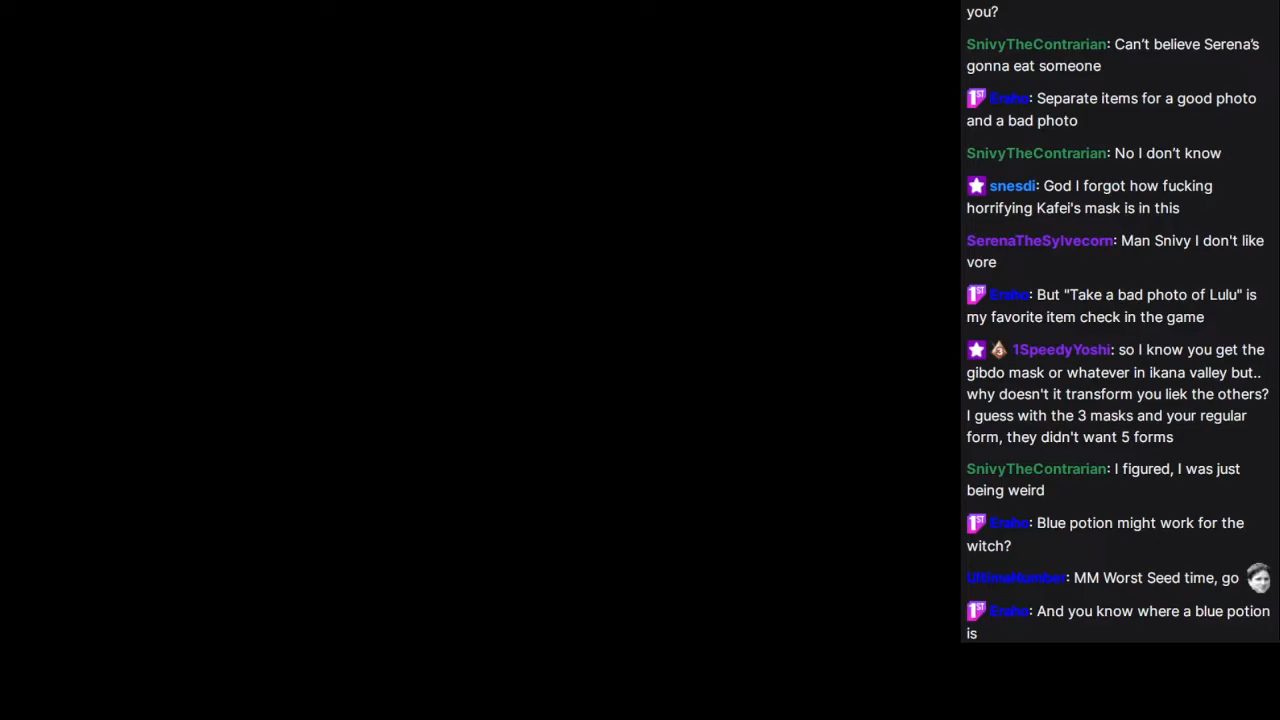 you?
SnivyTheContrarian: Can’t believe Serena’s
gonna eat someone
1ST Eraho: Separate items for a good photo
and a bad photo
SnivyTheContrarian: No I don’t know
snesdi: God I forgot how fucking
horrifying Kafei's mask is in this
SerenaTheSylvecorn: Man Snivy I don't like
vore
1ST Eraho: But "Take a bad photo of Lulu" is
my favorite item check in the game
3 1SpeedyYoshi: so I know you get the
gibdo mask or whatever in ikana valley but..
why doesn't it transform you liek the others?
I guess with the 3 masks and your regular
form, they didn't want 5 forms
SnivyTheContrarian: I figured, I was just
being weird
1ST Eraho: Blue potion might work for the
witch?
UltimaNumber: MM Worst Seed time, go
1ST Eraho: And you know where a blue potion
is